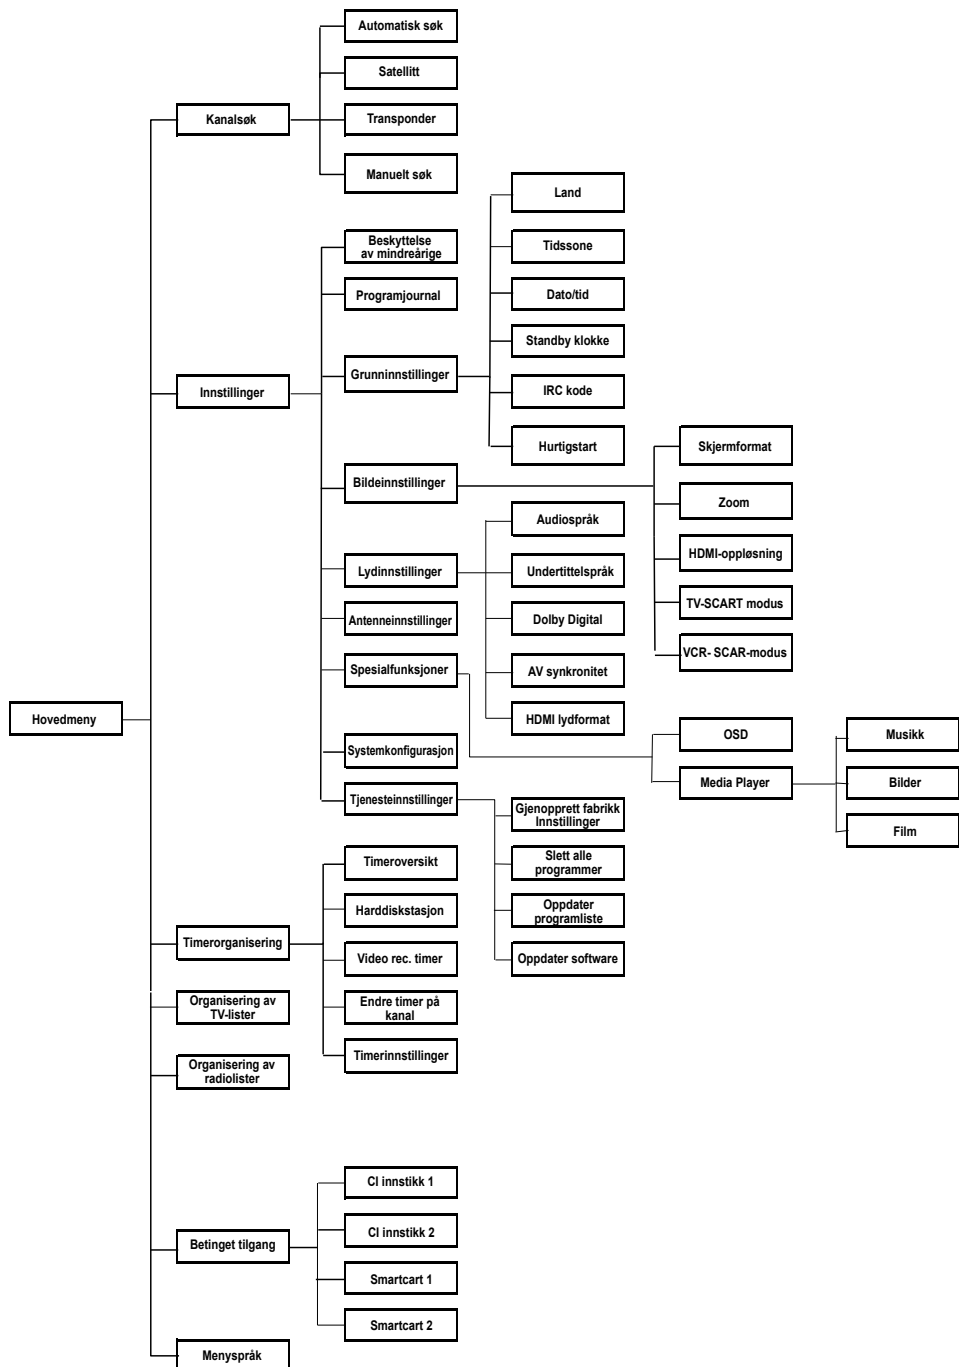 Hovedmeny
Kanalsøk
Automatisk søk
Satellitt
Transponder
Manuelt søk
Innstillinger
Beskyttelse
av mindreårige
Programjournal
Grunninnstillinger
Land
Tidssone
Dato/tid
Standby klokke
IRC kode
Hurtigstart
Bildeinnstillinger
Skjermformat
Zoom
HDMI-oppløsning
TV-SCART modus
VCR- SCAR-modus
Lydinnstillinger
Audiospråk
Undertittelspråk
Dolby Digital
AV synkronitet
HDMI lydformat
Antenneinnstillinger
Spesialfunksjoner
OSD
Media Player
Musikk
Bilder
Film
Systemkonfigurasjon
Tjenesteinnstillinger
Gjenopprett fabrikk
Innstillinger
Slett alle
programmer
Oppdater
programliste
Oppdater software
Timerorganisering
Timeroversikt
Harddiskstasjon
Video rec. timer
Endre timer på
kanal
Timerinnstillinger
Organisering av
TV-lister
Organisering av
radiolister
Betinget tilgang
CI innstikk 1
CI innstikk 2
Smartcart 1
Smartcart 2
Menyspråk